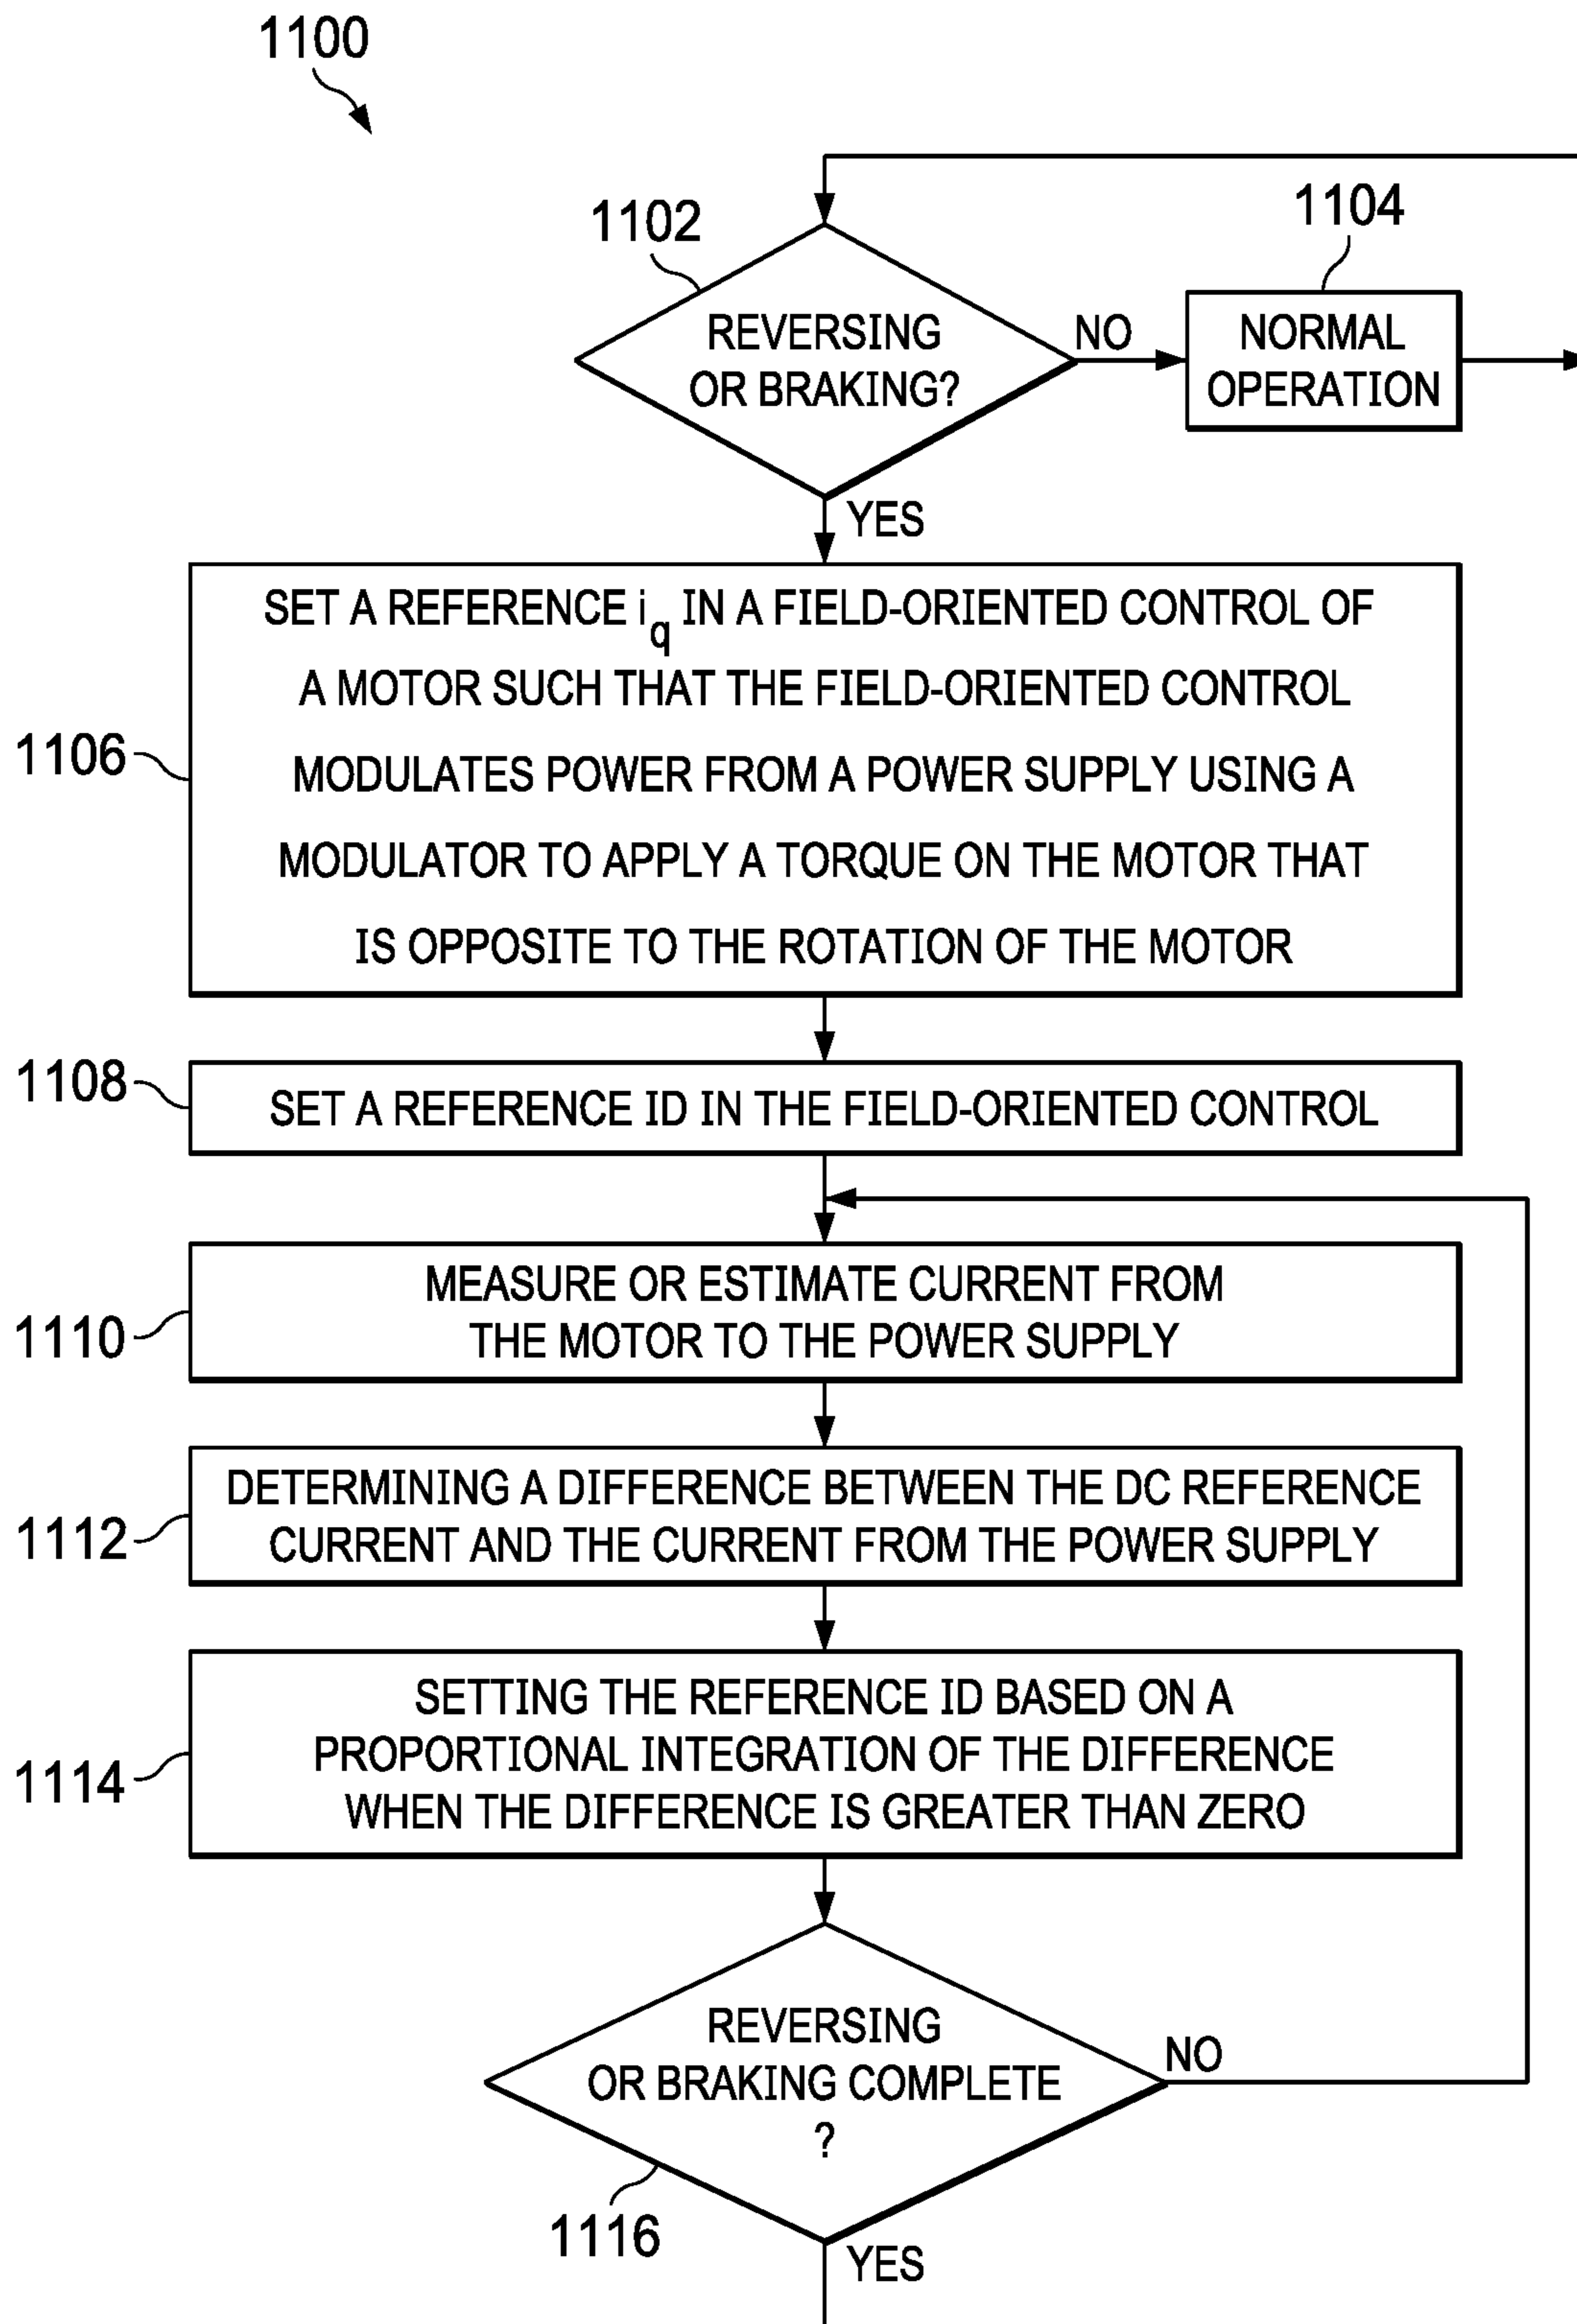 1100
1102
1104
REVERSING
OR BRAKING?
NO
NORMAL
OPERATION
YES
SET A REFERENCE iq IN A FIELD-ORIENTED CONTROL OF
A MOTOR SUCH THAT THE FIELD-ORIENTED CONTROL
MODULATES POWER FROM A POWER SUPPLY USING A
MODULATOR TO APPLY A TORQUE ON THE MOTOR THAT
IS OPPOSITE TO THE ROTATION OF THE MOTOR
1106
1108
SET A REFERENCE ID IN THE FIELD-ORIENTED CONTROL
MEASURE OR ESTIMATE CURRENT FROM
THE MOTOR TO THE POWER SUPPLY
1110
DETERMINING A DIFFERENCE BETWEEN THE DC REFERENCE
CURRENT AND THE CURRENT FROM THE POWER SUPPLY
1112
SETTING THE REFERENCE ID BASED ON A
PROPORTIONAL INTEGRATION OF THE DIFFERENCE
WHEN THE DIFFERENCE IS GREATER THAN ZERO
1114
REVERSING
OR BRAKING COMPLETE
?
NO
1116
YES